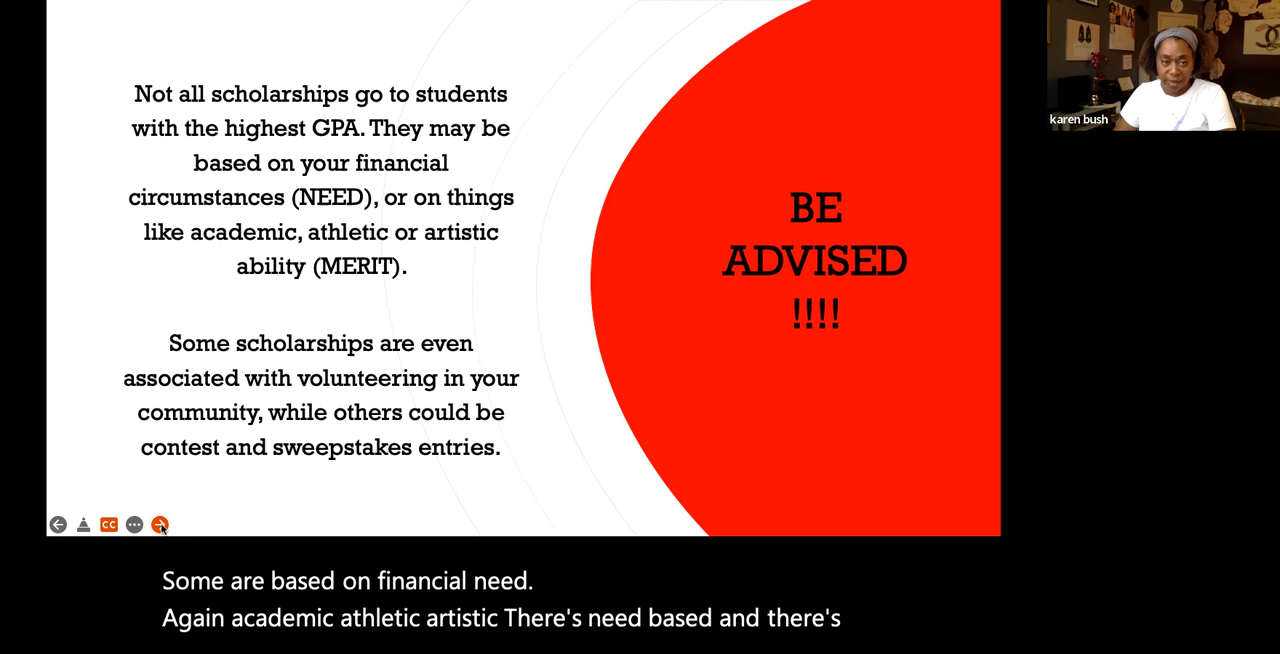 Not all scholarships go to students
with the highest GPA. They may be
based on your financial
circumstances (NEED), or on things
like academic, athletic or artistic
ability (MERIT).
Some scholarships are even
associated with volunteering in your
community, while others could be
contest and sweepstakes entries.
BE
ADVISED
!!!!
karen bush
CC
Some are based on financial need.
Again academic athletic artistic There's need based and there's